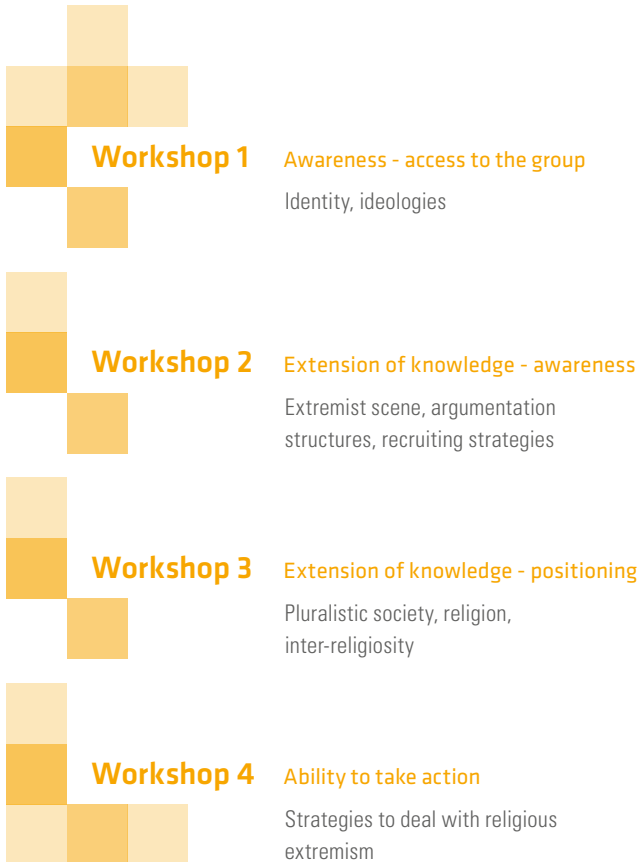 Workshop 1 Awareness - access to the group
Identity, ideologies
Workshop 2 Extension of knowledge - awareness
Extremist scene, argumentation
structures, recruiting strategies
Workshop 3 Extension of knowledge - positioning
Pluralistic society, religion,
inter-religiosity
Workshop 4 Ability to take action
Strategies to deal with religious
extremism